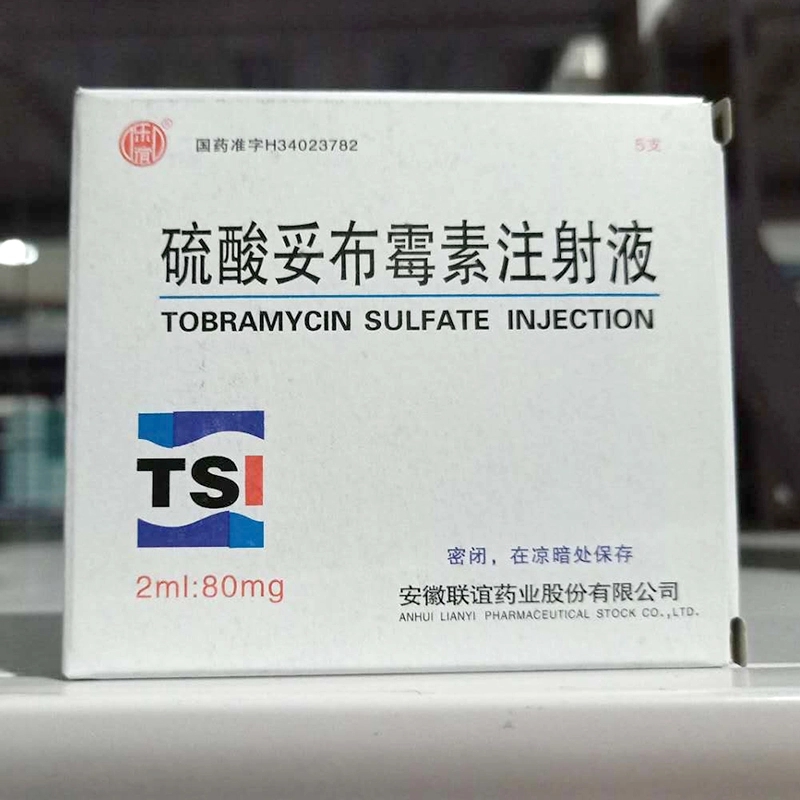 国药准字H34023782
5支
硫酸妥布霉素注射液
TOBRAMYCIN SULFATE INJECTION
TSI
2ml:80mg
密闭，在凉暗处保存
安徽联谊药业股份有限公司
ANHUI LIANYI PHARMACEUTICAL STOCK CO.,LTD.